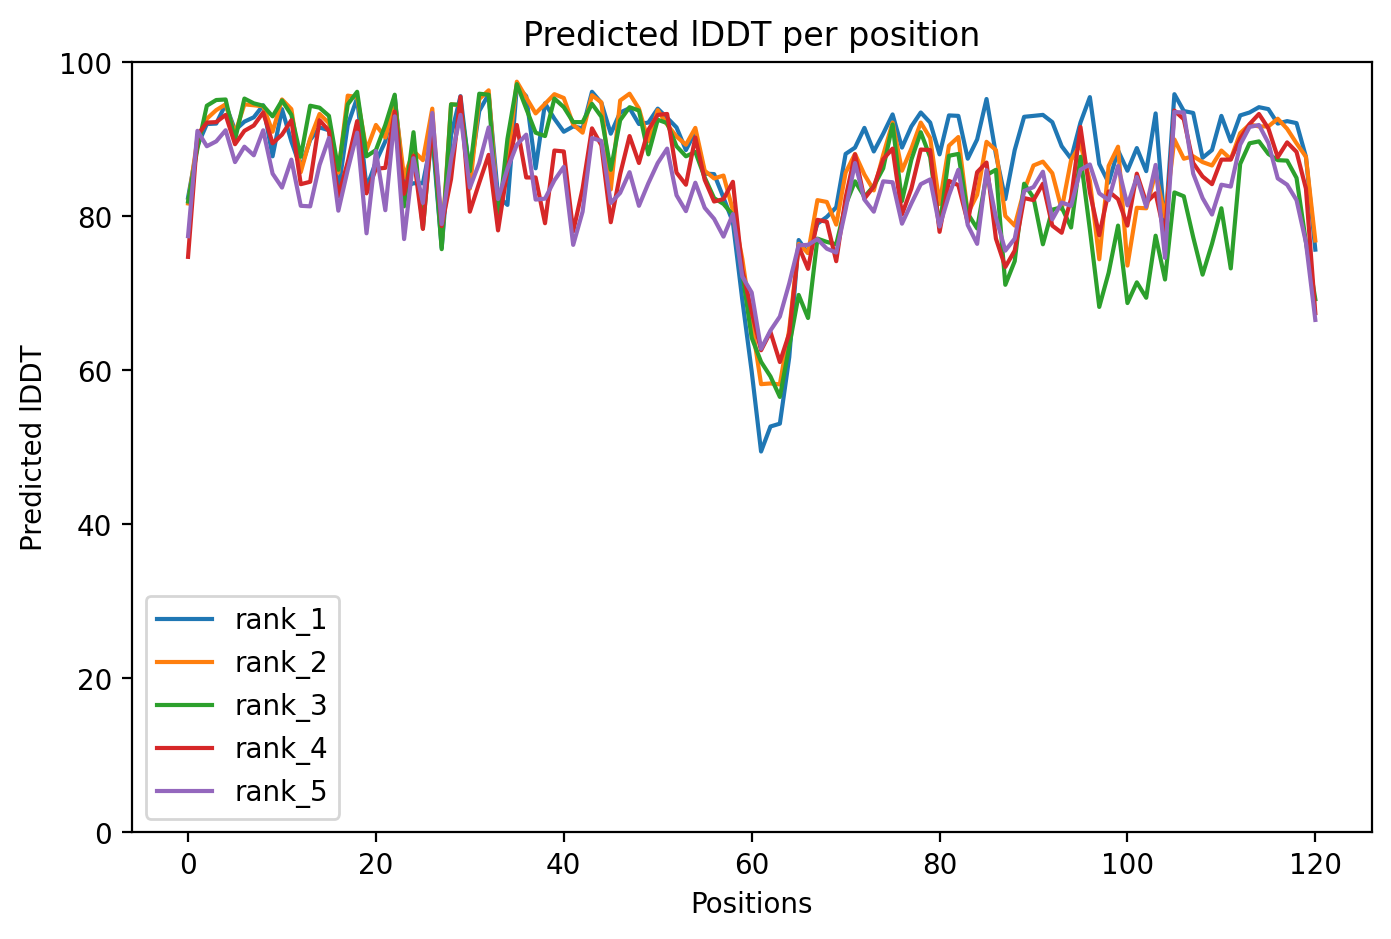 Predicted lDDT per position
100
80
60
40
20
0
Predicted lDDT
rank_1
rank_2
rank_3
rank_4
rank_5
0 20 40 60 80 100 120
Positions